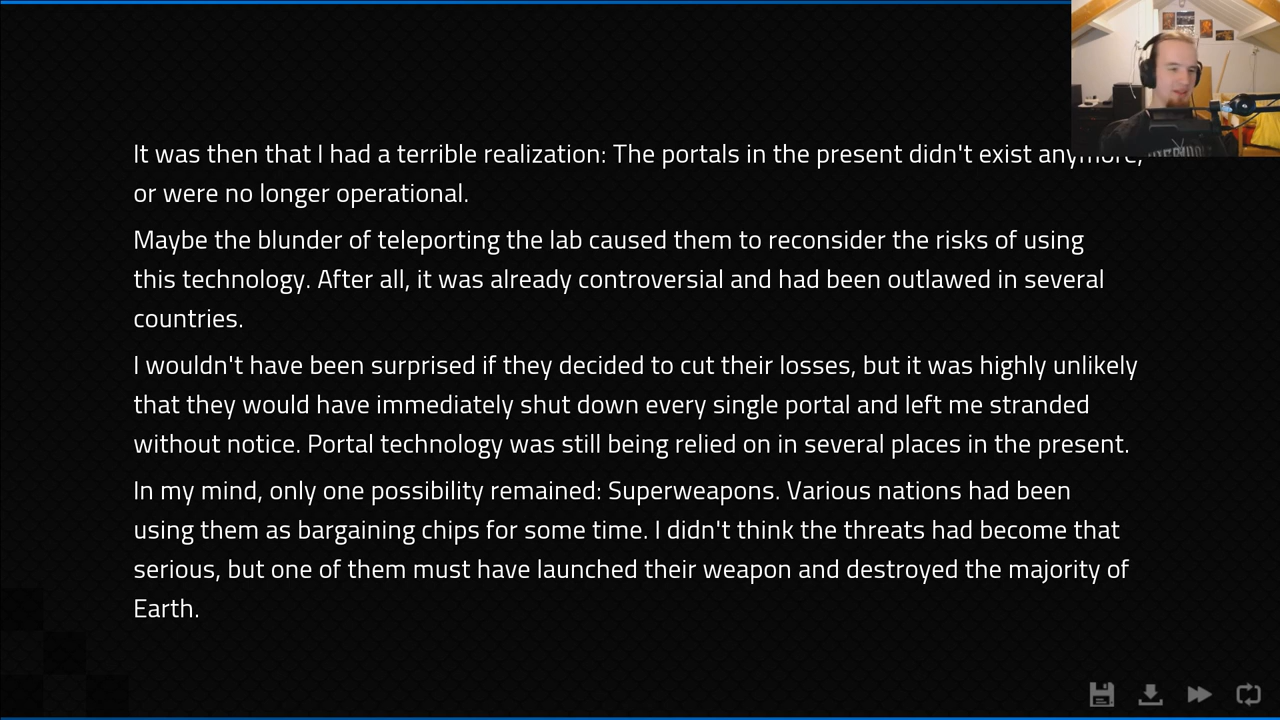 It was then that I had a terrible realization: The portals in the present didn't exist anymore,
or were no longer operational.
Maybe the blunder of teleporting the lab caused them to reconsider the risks of using
this technology. After all, it was already controversial and had been outlawed in several
countries.
I wouldn't have been surprised if they decided to cut their losses, but it was highly unlikely
that they would have immediately shut down every single portal and left me stranded
without notice. Portal technology was still being relied on in several places in the present.
In my mind, only one possibility remained: Superweapons. Various nations had been
using them as bargaining chips for some time. I didn't think the threats had become that
serious, but one of them must have launched their weapon and destroyed the majority of
Earth.